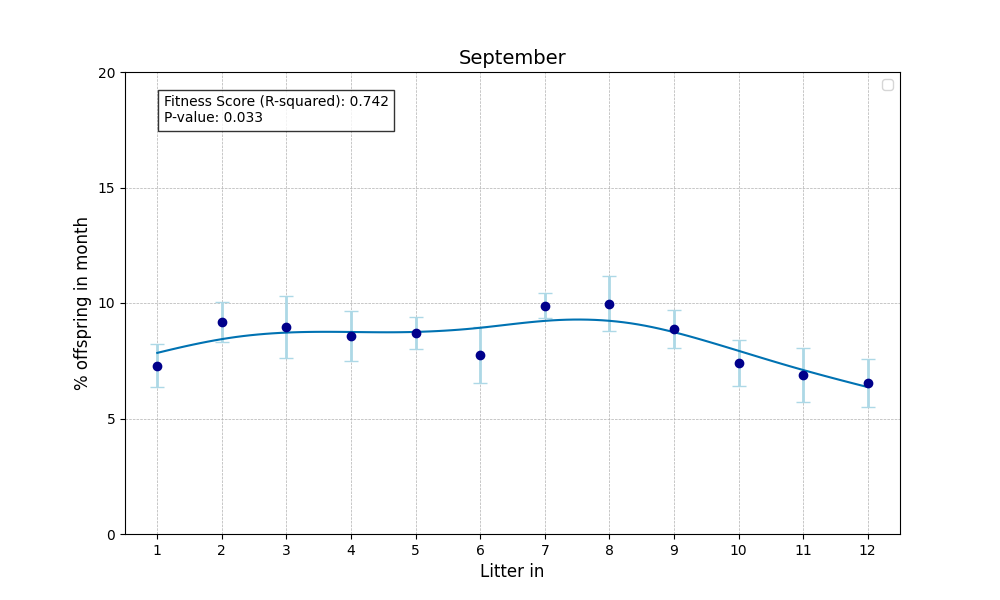 September
Fitness Score (R-squared): 0.742
P-value: 0.033
% offspring in month
20
15
10
5
0
1 2 3 4 5 6 7 8 9 10 11 12
Litter in